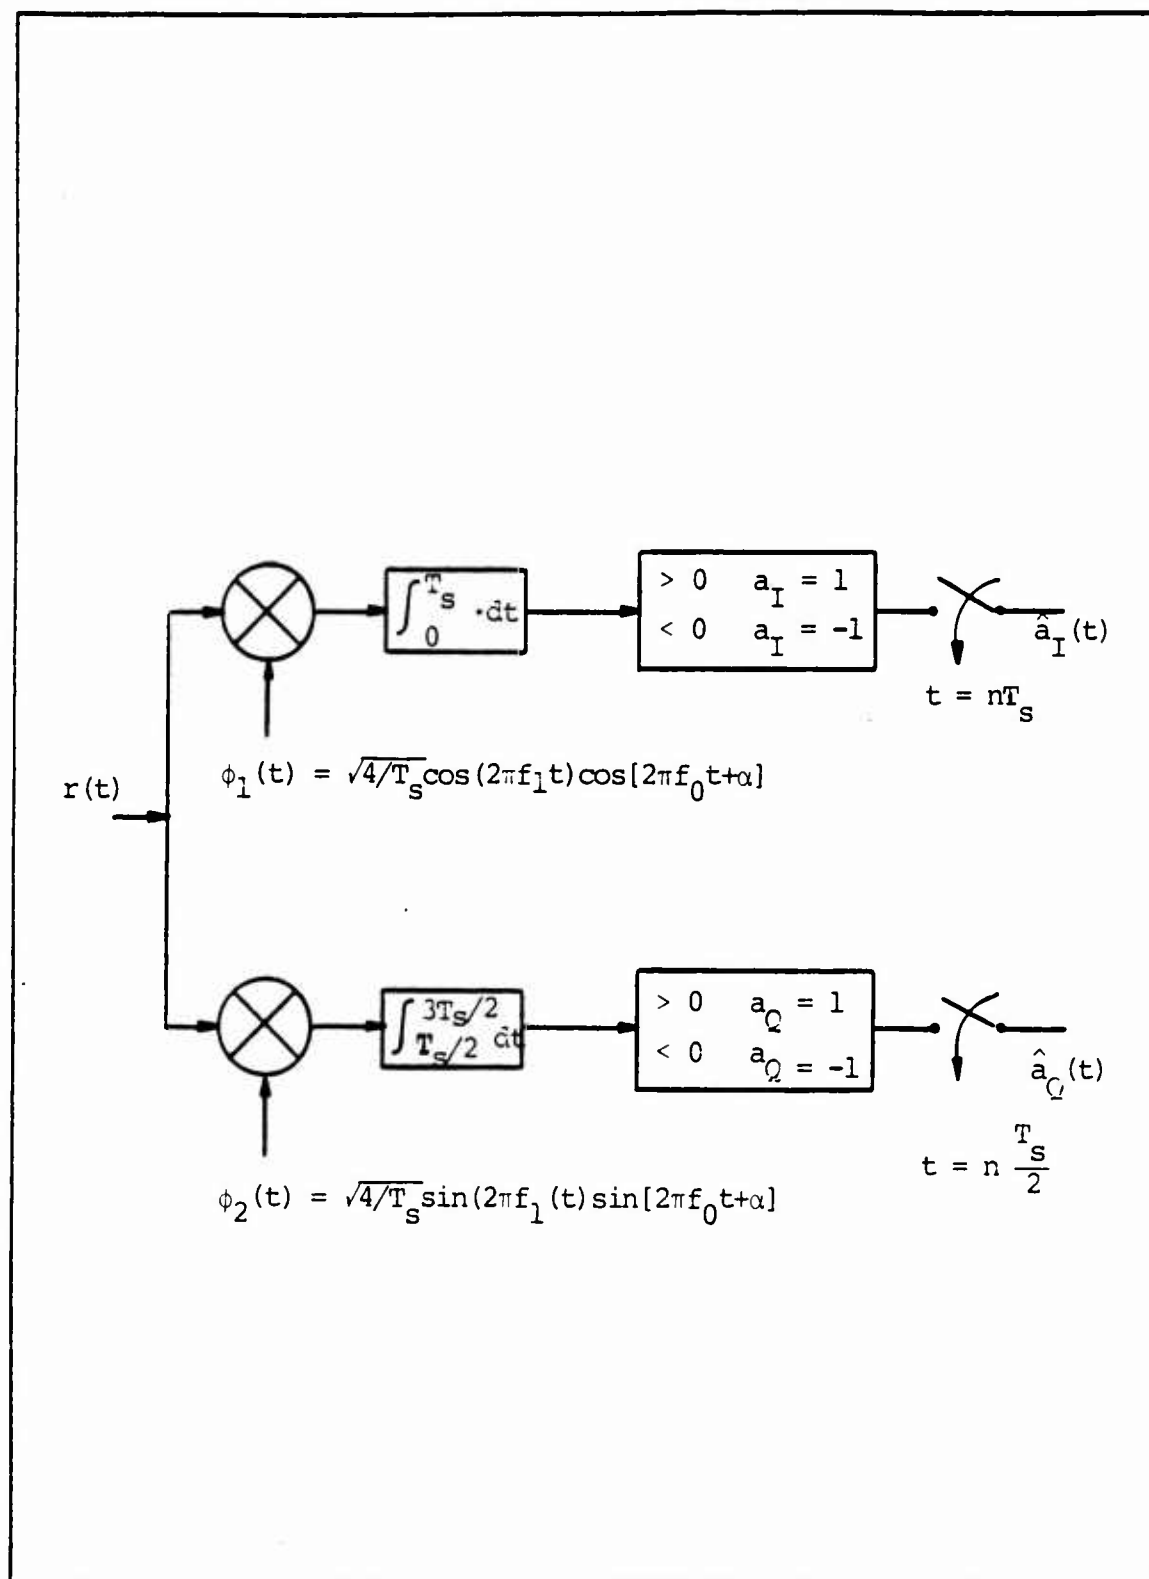 ∫_0^{T_s} ·dt
> 0 a_I = 1
< 0 a_I = -1
â_I(t)
t = nT_s
φ_1(t) = √4/T_s cos(2πf_1t)cos[2πf_0t+α]
r(t)
∫_{T_s/2}^{3T_s/2} dt
> 0 a_Q = 1
< 0 a_Q = -1
â_Q(t)
t = n T_s/2
φ_2(t) = √4/T_s sin(2πf_1(t)sin[2πf_0t+α]